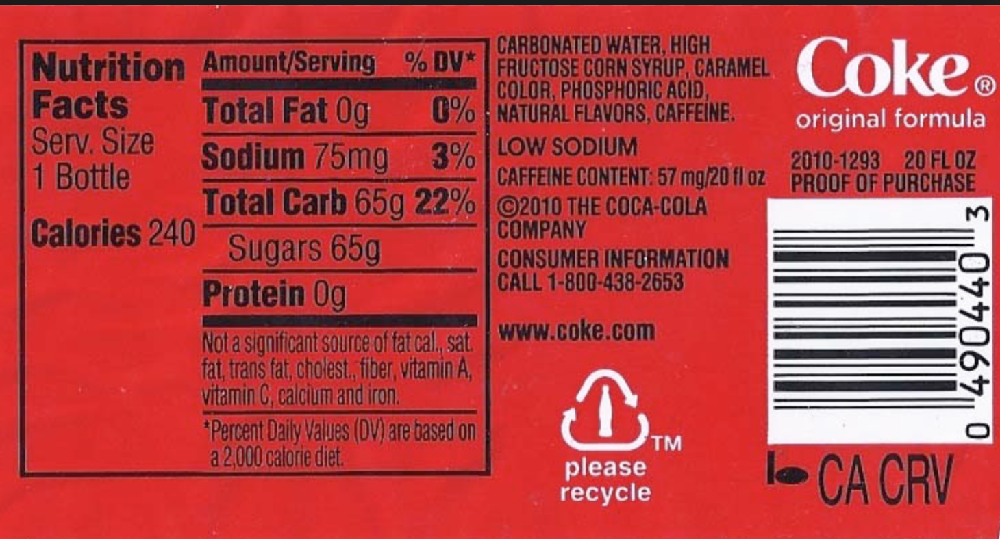 Nutrition
Facts
Serv. Size
1 Bottle
Calories 240
Amount/Serving % DV*
Total Fat 0g 0%
Sodium 75mg 3%
Total Carb 65g 22%
Sugars 65g
Protein 0g
Not a significant source of fat cal., sat.
fat, trans fat, cholest., fiber, vitamin A,
vitamin C, calcium and iron.
*Percent Daily Values (DV) are based on
a 2,000 calorie diet.
CARBONATED WATER, HIGH
FRUCTOSE CORN SYRUP, CARAMEL
COLOR, PHOSPHORIC ACID,
NATURAL FLAVORS, CAFFEINE.
LOW SODIUM
CAFFEINE CONTENT: 57 mg/20 fl oz
©2010 THE COCA-COLA
COMPANY
CONSUMER INFORMATION
CALL 1-800-438-2653
www.coke.com
TM
please
recycle
Coke®
original formula
2010-1293 20 FL OZ
PROOF OF PURCHASE
0 490440 3
CA CRV